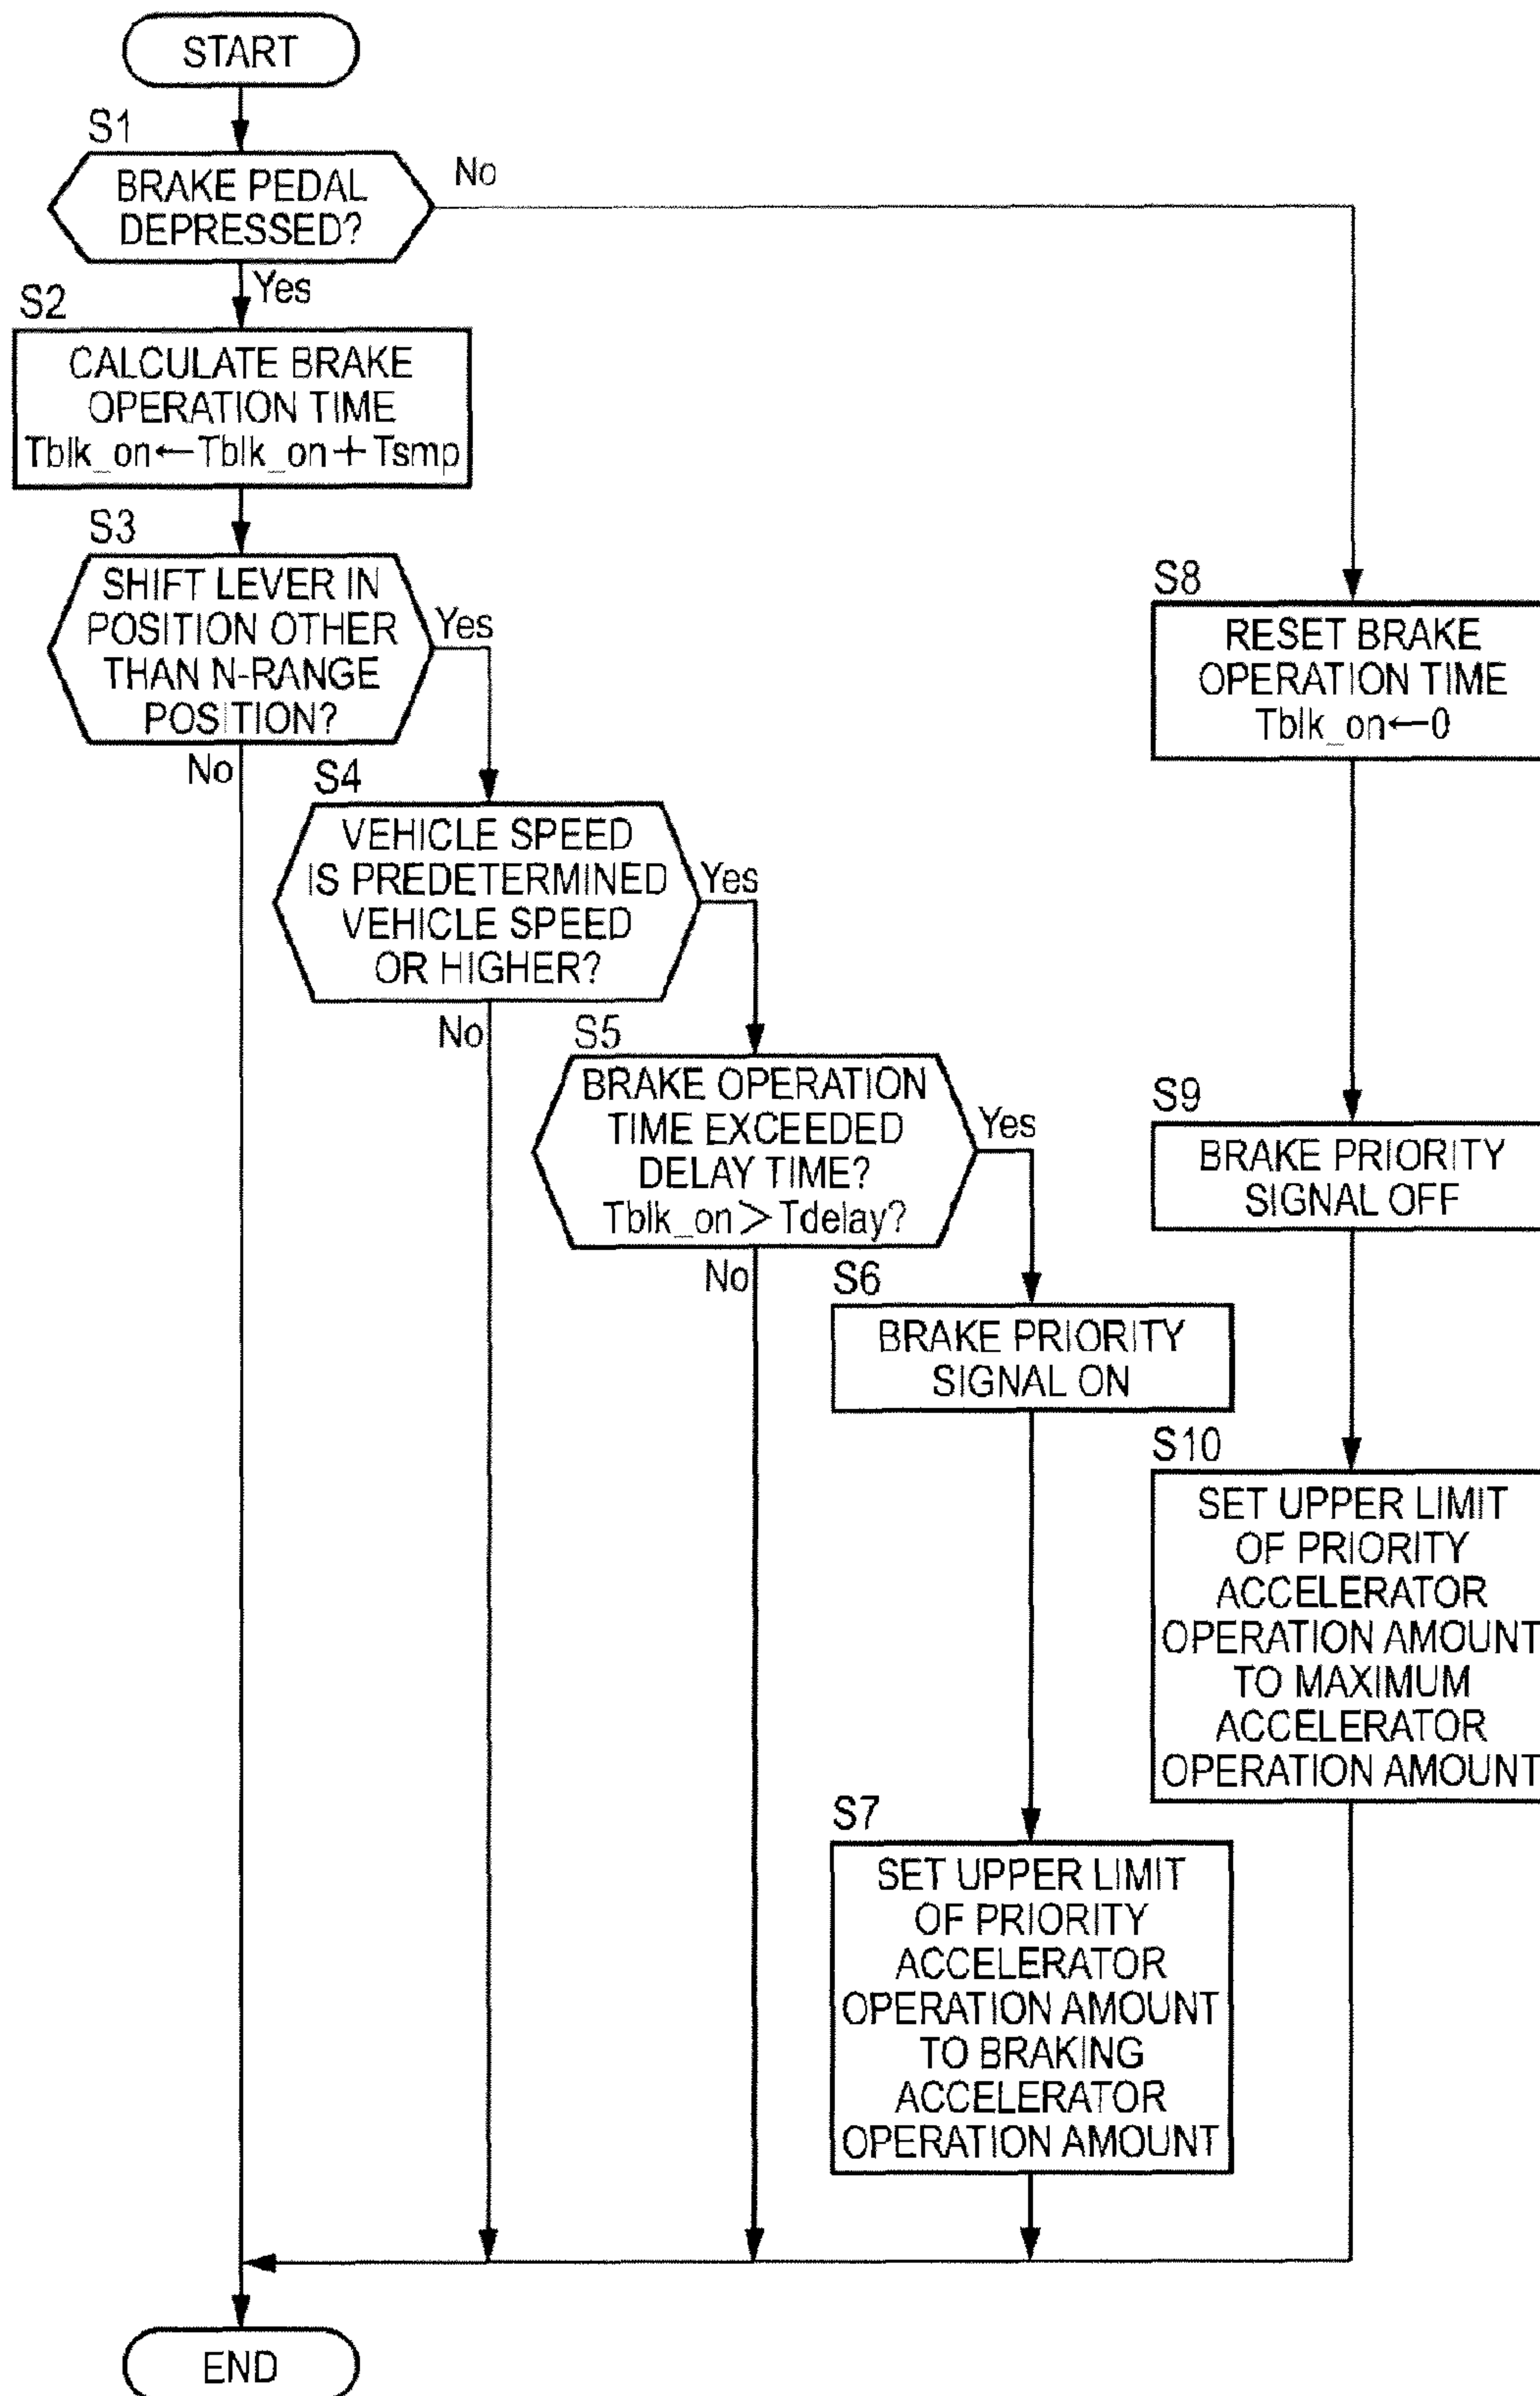 START
S1
BRAKE PEDAL
DEPRESSED?
No
Yes
S2
CALCULATE BRAKE
OPERATION TIME
Tblk_on←Tblk_on+Tsmp
S3
SHIFT LEVER IN
POSITION OTHER
THAN N-RANGE
POSITION?
Yes
No
S4
VEHICLE SPEED
IS PREDETERMINED
VEHICLE SPEED
OR HIGHER?
Yes
No
S5
BRAKE OPERATION
TIME EXCEEDED
DELAY TIME?
Tblk_on>Tdelay?
Yes
No
S6
BRAKE PRIORITY
SIGNAL ON
S7
SET UPPER LIMIT
OF PRIORITY
ACCELERATOR
OPERATION AMOUNT
TO BRAKING
ACCELERATOR
OPERATION AMOUNT
S8
RESET BRAKE
OPERATION TIME
Tblk_on←0
S9
BRAKE PRIORITY
SIGNAL OFF
S10
SET UPPER LIMIT
OF PRIORITY
ACCELERATOR
OPERATION AMOUNT
TO MAXIMUM
ACCELERATOR
OPERATION AMOUNT
END